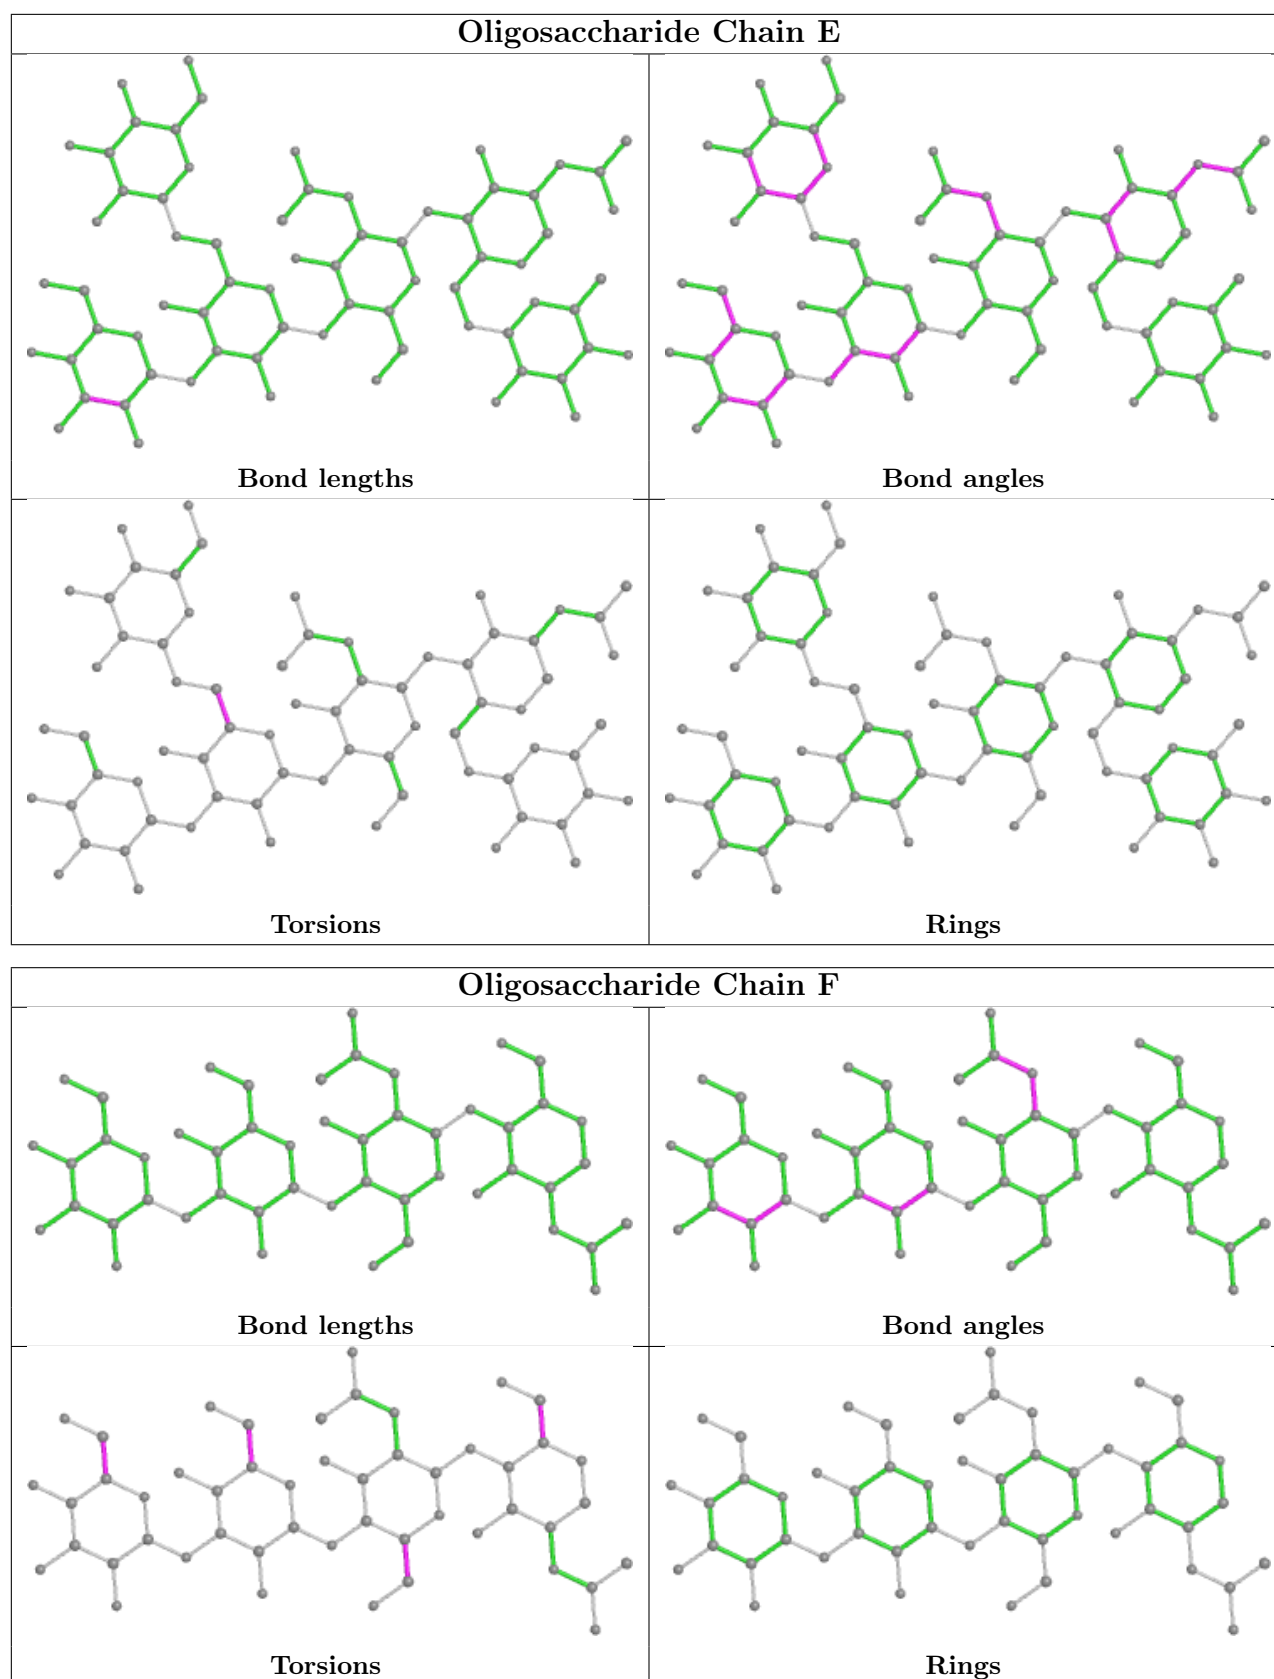 Oligosaccharide Chain E
Bond lengths
Bond angles
Torsions
Rings
Oligosaccharide Chain F
Bond lengths
Bond angles
Torsions
Rings